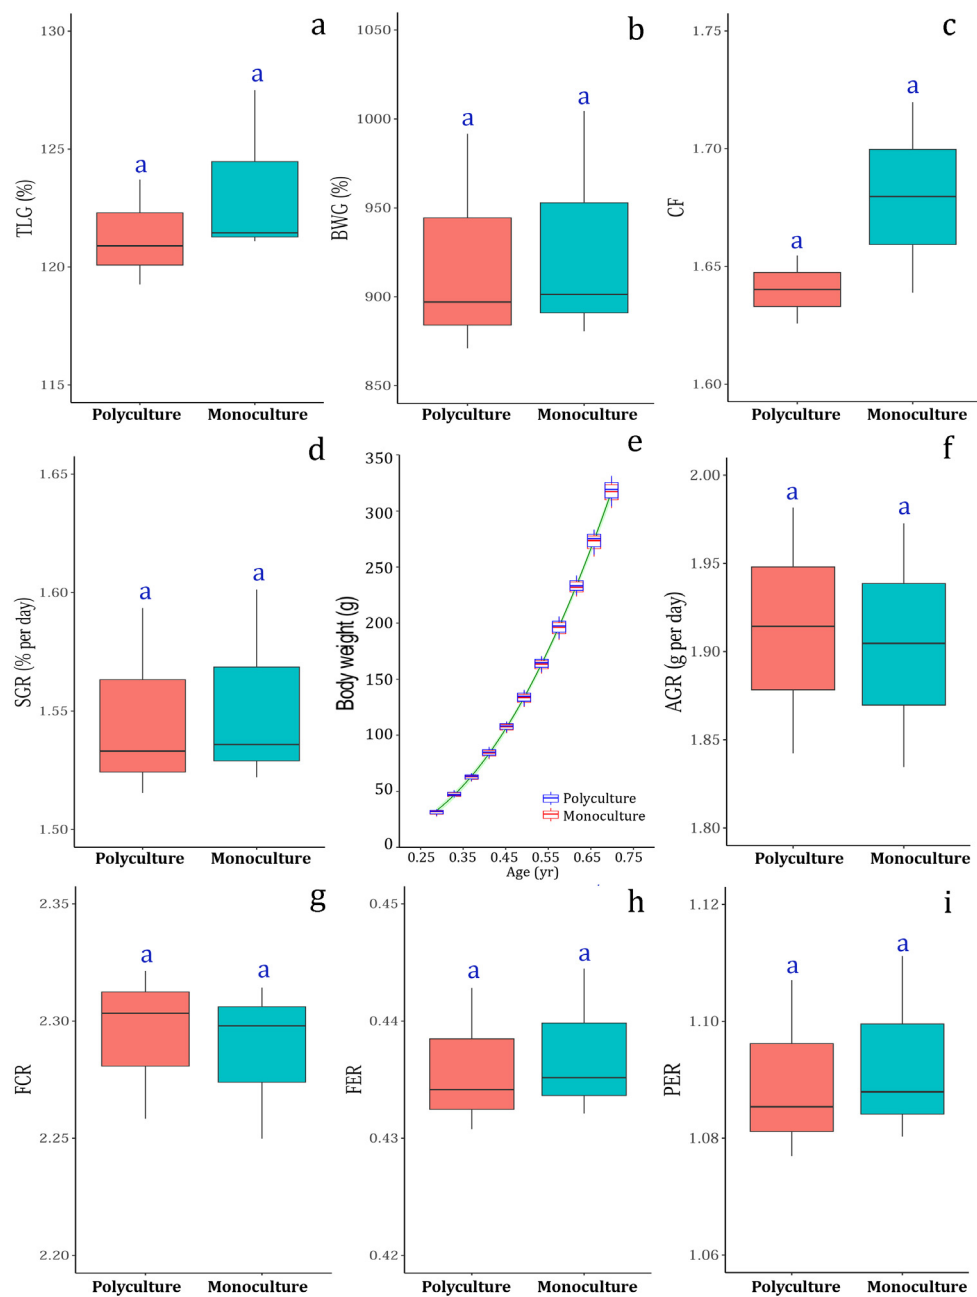 a
TLG (%)
130
125
120
115
a
a
Polyculture Monoculture
b
BWG (%)
1050
1000
950
900
850
a
a
Polyculture Monoculture
c
CF
1.75
1.70
1.65
1.60
a
a
Polyculture Monoculture
d
SGR (% per day)
1.65
1.60
1.55
1.50
a
a
Polyculture Monoculture
e
Body weight (g)
350
300
250
200
150
100
50
0
Polyculture
Monoculture
0.25 0.35 0.45 0.55 0.65 0.75
Age (yr)
f
AGR (g per day)
2.00
1.95
1.90
1.85
1.80
a
a
Polyculture Monoculture
g
FCR
2.35
2.30
2.25
2.20
a
a
Polyculture Monoculture
h
FER
0.45
0.44
0.43
0.42
a
a
Polyculture Monoculture
i
PER
1.12
1.10
1.08
1.06
a
a
Polyculture Monoculture